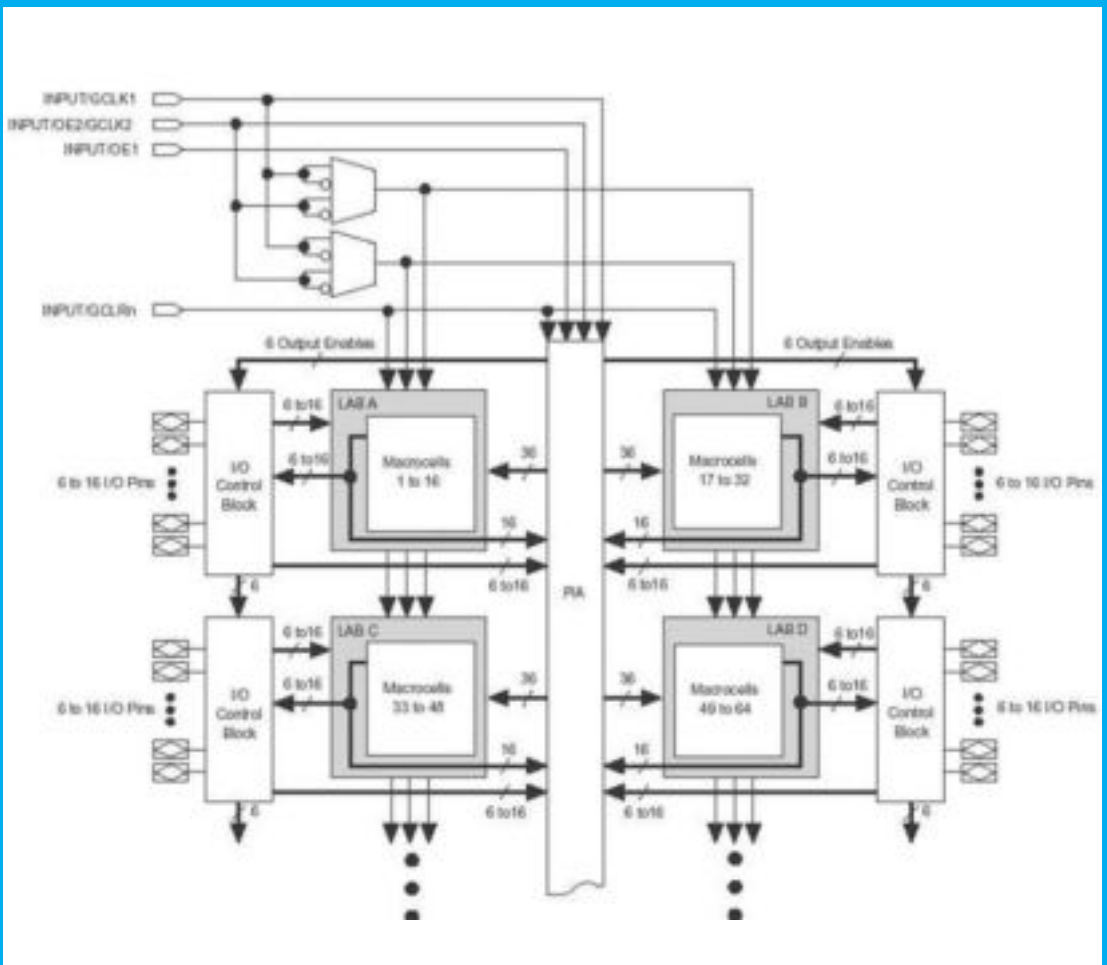 INPUT/GCLK1
INPUT/OE2/GCLK2
INPUT/OE1
INPUT/GCLRn
6 Output Enables
6 Output Enables
6 to16
LAB A
LAB B
6 to16
6 to 16 I/O Pins
I/O
Control
Block
6 to16
Macrocells
1 to 16
36
36
Macrocells
17 to 32
6 to16
I/O
Control
Block
6 to 16 I/O Pins
16
16
6
6 to16
PIA
6 to16
6
6 to16
LAB C
LAB D
6 to16
6 to 16 I/O Pins
I/O
Control
Block
6 to16
Macrocells
33 to 48
36
36
Macrocells
49 to 64
6 to16
I/O
Control
Block
6 to 16 I/O Pins
16
16
6
6 to16
6 to16
6